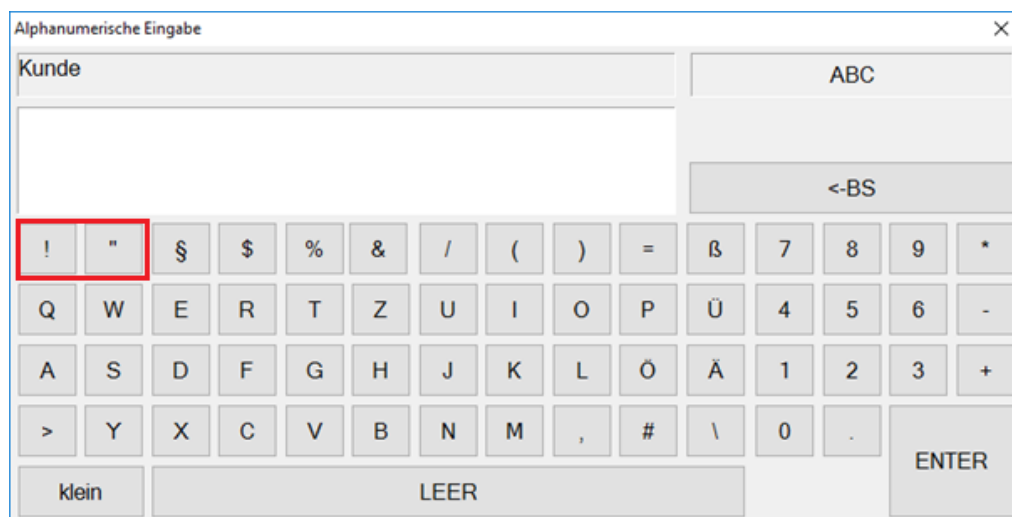 Alphanumerische Eingabe
Kunde
ABC
<-BS
! " § $ % & / ( ) = ß 7 8 9 *
Q W E R T Z U I O P Ü 4 5 6 -
A S D F G H J K L Ö Ä 1 2 3 +
> Y X C V B N M , # \ 0 .
ENTER
klein LEER